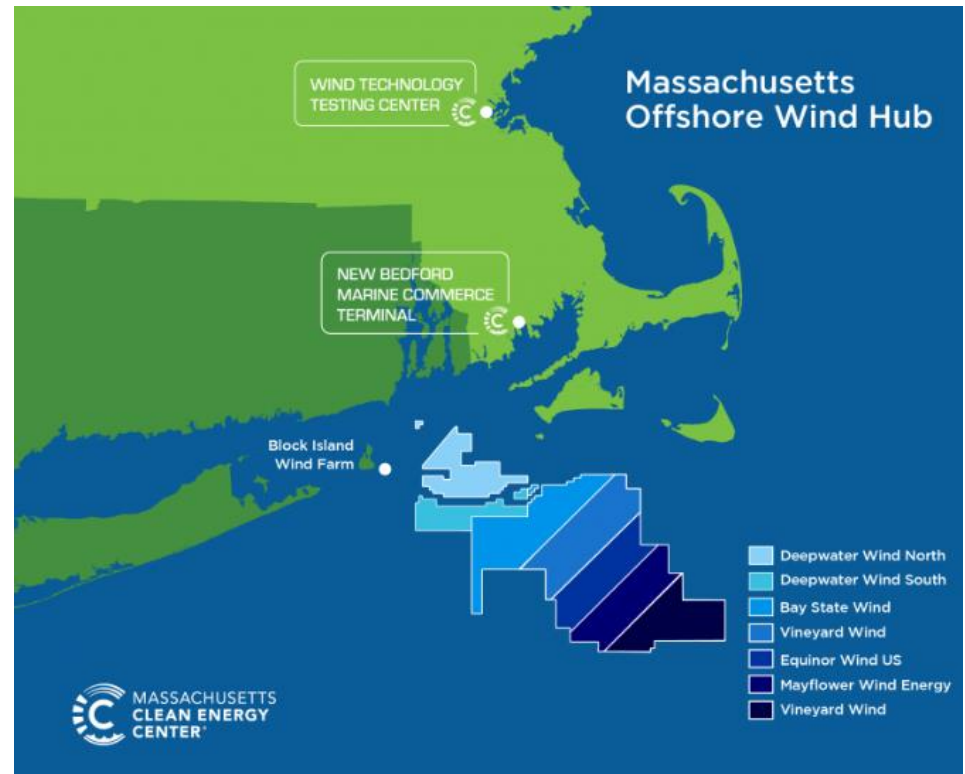 Massachusetts
Offshore Wind Hub
WIND TECHNOLOGY
TESTING CENTER
NEW BEDFORD
MARINE COMMERCE
TERMINAL
Block Island
Wind Farm
Deepwater Wind North
Deepwater Wind South
Bay State Wind
Vineyard Wind
Equinor Wind US
Mayflower Wind Energy
Vineyard Wind
MASSACHUSETTS
CLEAN ENERGY
CENTER